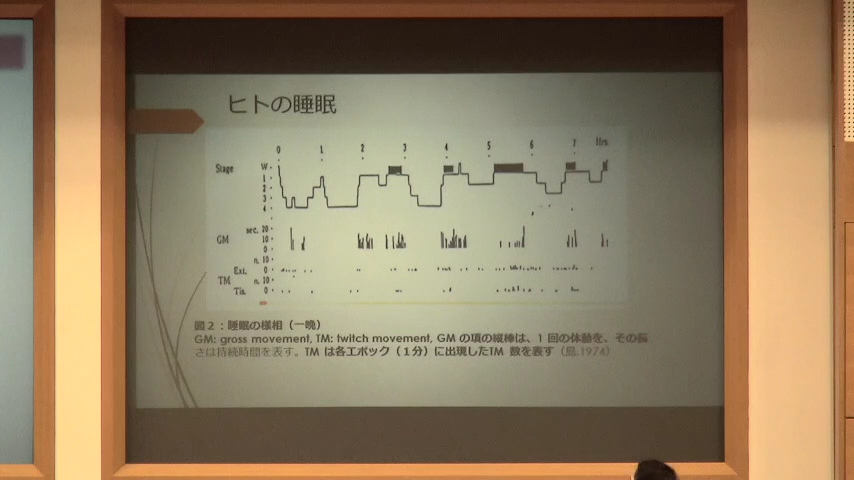 ヒトの睡眠
0 1 2 3 4 5 6 7 Hrs
Stage W
1
2
3
4
sec. 20
GM 10
0
n. 10
Ext. 0
TM n. 10
Tis. 0
図2：睡眠の様相（一晩）
GM: gross movement, TM: twitch movement, GM の項の縦棒は、1 回の体動を、その長
さは持続時間を表す。TM は各エポック（1分）に出現したTM 数を表す（島.1974）